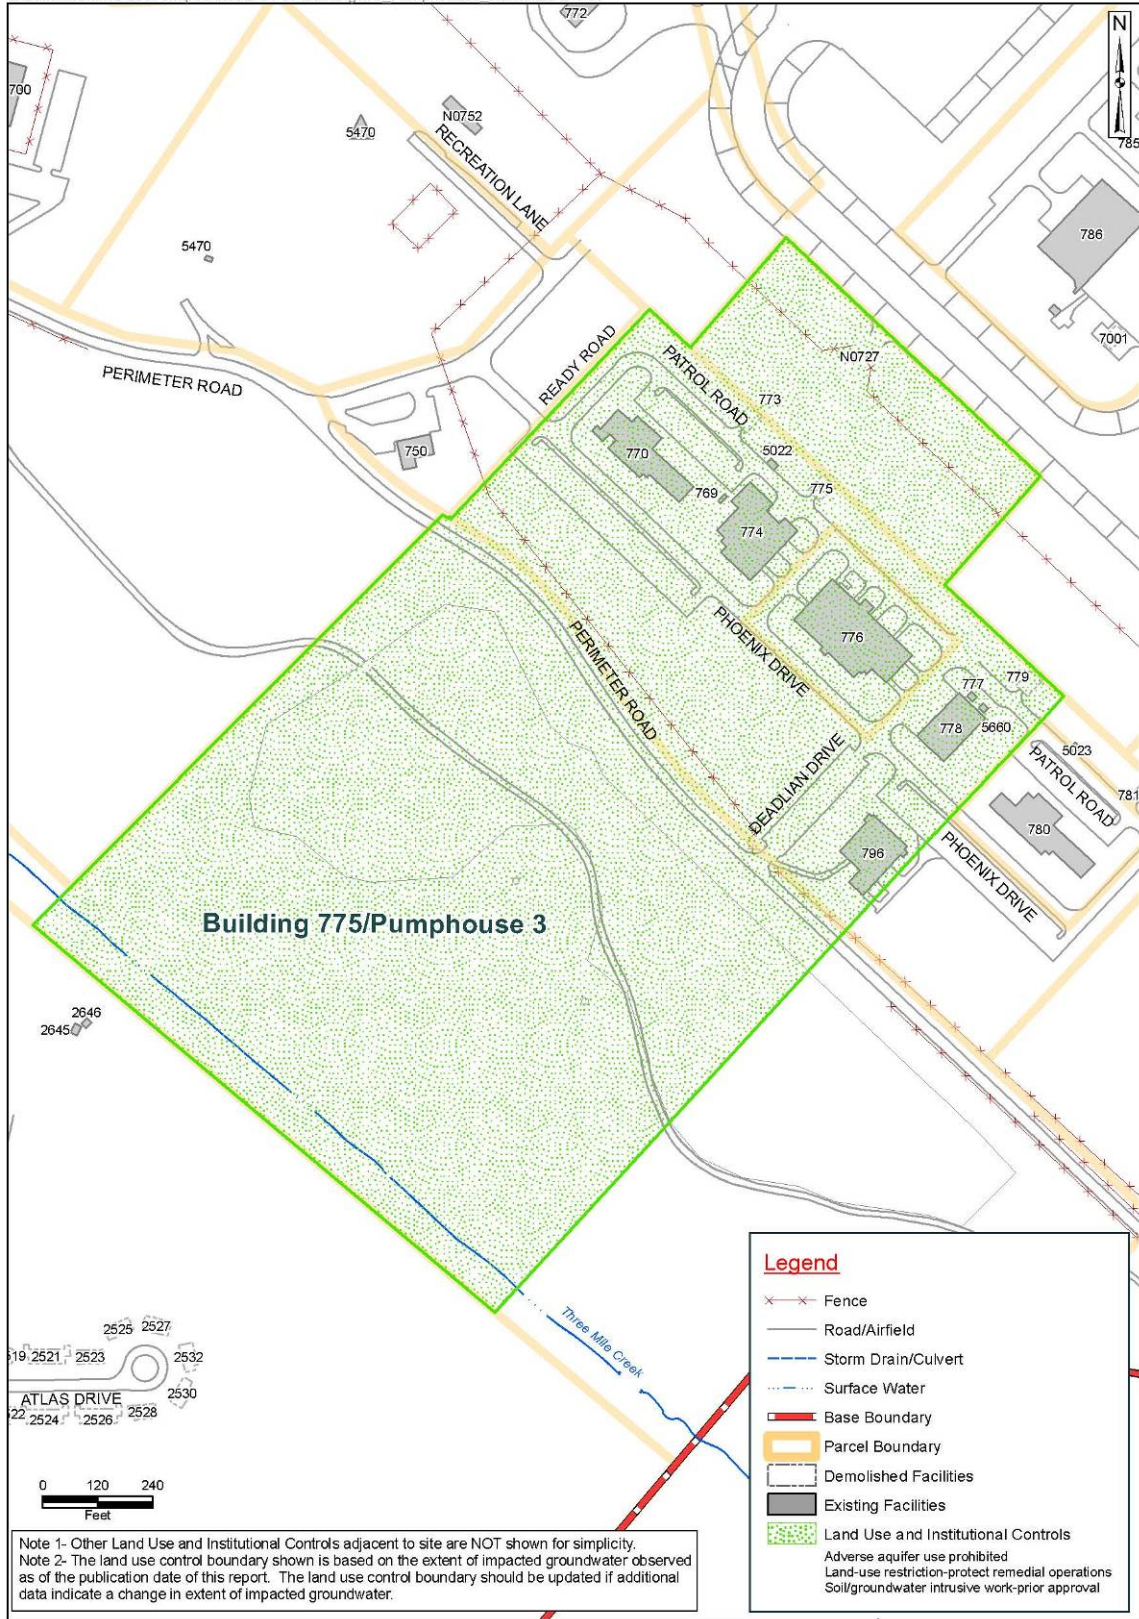 772
N
700
N0752
5470
785
RECREATION LANE
786
5470
7001
N0727
PERIMETER ROAD
READY ROAD
PATROL ROAD
773
750
770
5022
769
775
774
PHOENIX DRIVE
776
PERIMETER ROAD
777
779
778
5660
5023
DEADLIAN DRIVE
PATROL ROAD
781
780
796
PHOENIX DRIVE
Building 775/Pumphouse 3
2646
2645
Three Mile Creek
2525
2527
519
2521
2523
2532
2530
ATLAS DRIVE
522
2524
2526
2528
0 120 240
Feet
Legend
Fence
Road/Airfield
Storm Drain/Culvert
Surface Water
Base Boundary
Parcel Boundary
Demolished Facilities
Existing Facilities
Land Use and Institutional Controls
Adverse aquifer use prohibited
Land-use restriction-protect remedial operations
Soil/groundwater intrusive work-prior approval
Note 1- Other Land Use and Institutional Controls adjacent to site are NOT shown for simplicity.
Note 2- The land use control boundary shown is based on the extent of impacted groundwater observed
as of the publication date of this report. The land use control boundary should be updated if additional
data indicate a change in extent of impacted groundwater.